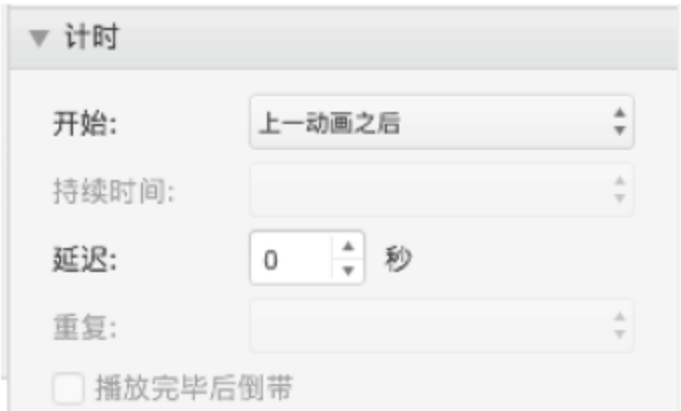 计时
开始: 上一动画之后
持续时间:
延迟: 0 秒
重复:
播放完毕后倒带